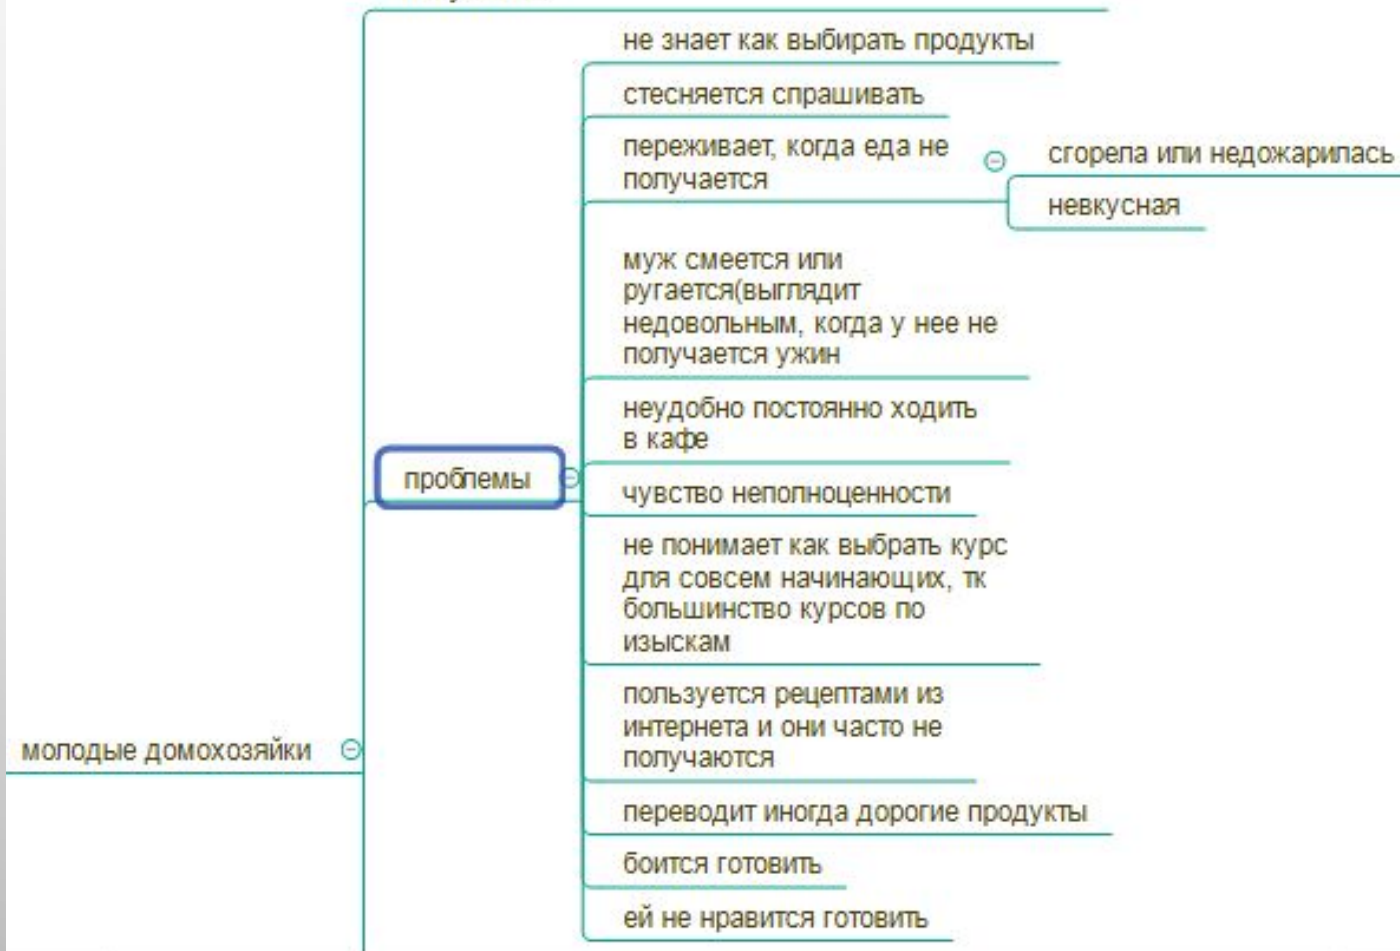 не знает как выбирать продукты
стесняется спрашивать
переживает, когда еда не
получается
сгорела или недожарилась
невкусная
муж смеется или
ругается(выглядит
недовольным, когда у нее не
получается ужин
неудобно постоянно ходить
в кафе
проблемы
чувство неполноценности
не понимает как выбрать курс
для совсем начинающих, тк
большинство курсов по
изыскам
пользуется рецептами из
интернета и они часто не
получаются
молодые домохозяйки
переводит иногда дорогие продукты
боится готовить
ей не нравится готовить